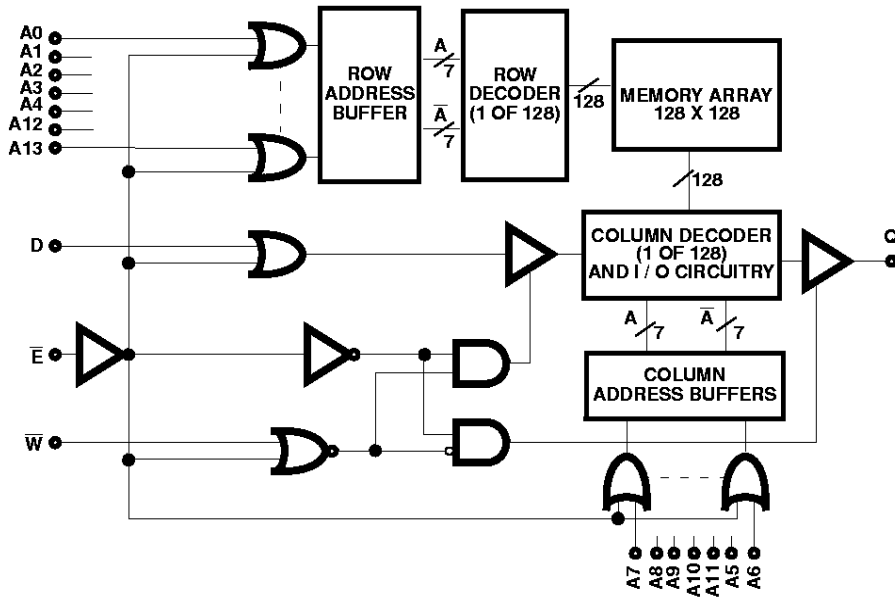 A0
A1
A2
A3
A4
A12
A13
ROW
ADDRESS
BUFFER
A
7
A̅
7
ROW
DECODER
(1 OF 128)
128
MEMORY ARRAY
128 X 128
128
D
COLUMN DECODER
(1 OF 128)
AND I / O CIRCUITRY
Q
E̅
A
7
A̅
7
COLUMN
ADDRESS BUFFERS
W̅
A7
A8
A9
A10
A11
A5
A6